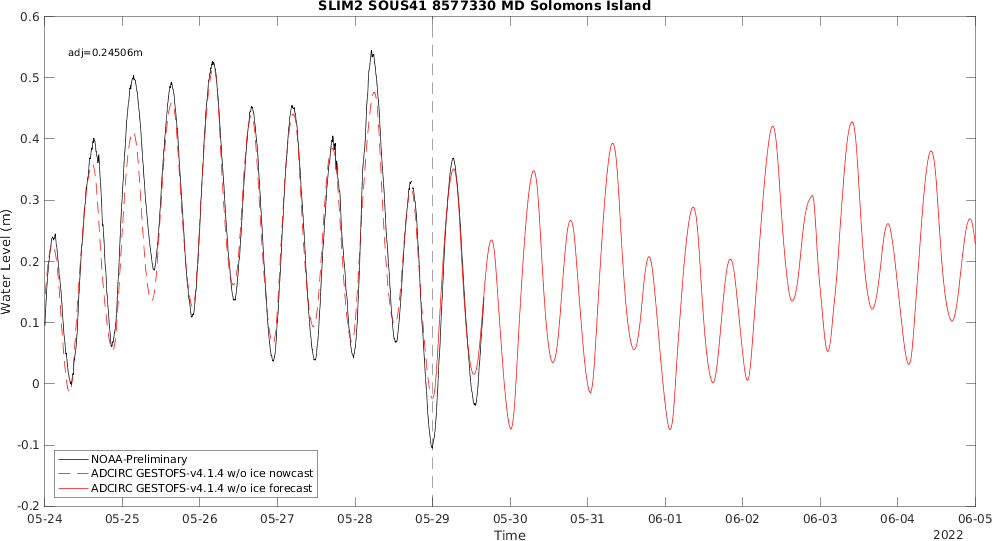 SLIM2 SOUS41 8577330 MD Solomons Island
adj=0.24506m
0.6
0.5
0.4
0.3
0.2
0.1
0
-0.1
-0.2
Water Level (m)
NOAA-Preliminary
ADCIRC GESTOFS-v4.1.4 w/o ice nowcast
ADCIRC GESTOFS-v4.1.4 w/o ice forecast
05-24 05-25 05-26 05-27 05-28 05-29 05-30 05-31 06-01 06-02 06-03 06-04 06-05
Time
2022